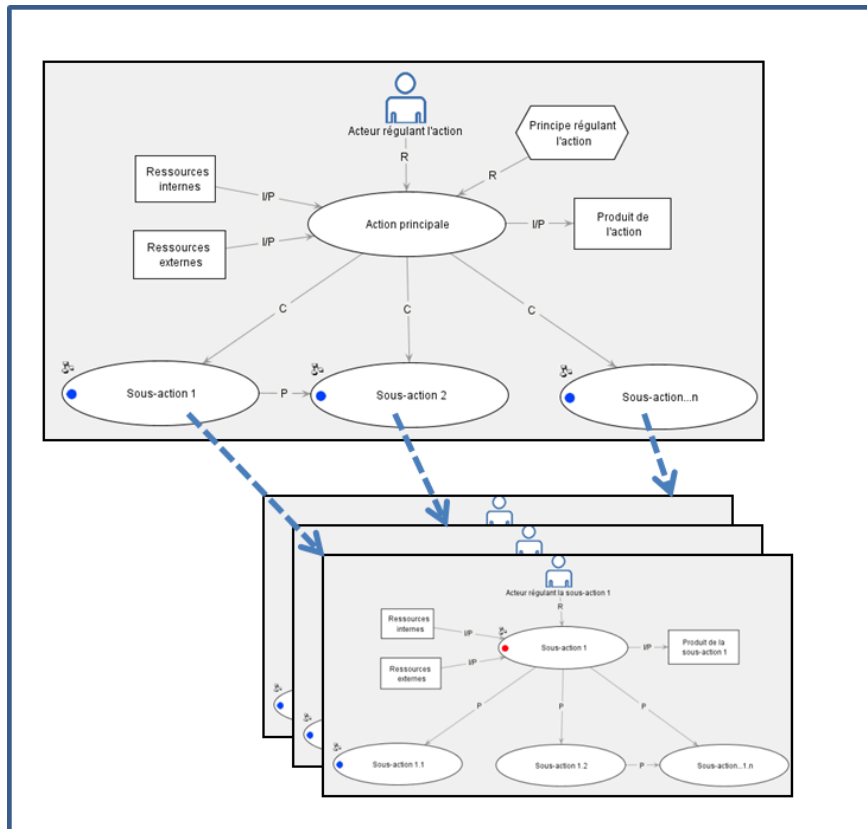 Acteur régulant l'action
Principe régulant
l'action
R
R
Ressources
internes
I/P
Action principale
I/P
Produit de
l'action
Ressources
externes
I/P
C
C
C
Sous-action 1
P
Sous-action 2
Sous-action...n
Acteur régulant la sous-action 1
R
Ressources
internes
I/P
Sous-action 1
I/P
Produit de la
sous-action 1
Ressources
externes
I/P
P
P
P
Sous-action 1.1
Sous-action 1.2
P
Sous-action...1.n